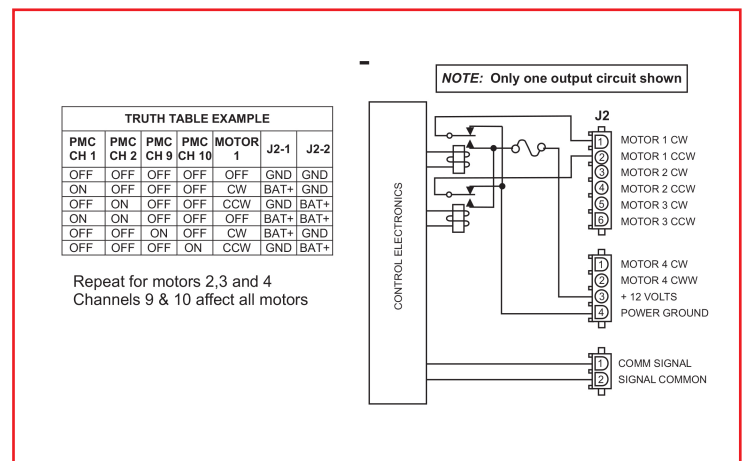 NOTE: Only one output circuit shown
TRUTH TABLE EXAMPLE
PMC CH 1 PMC CH 2 PMC CH 9 PMC CH 10 MOTOR 1 J2-1 J2-2
OFF OFF OFF OFF OFF GND GND
ON OFF OFF OFF CW BAT+ GND
OFF ON OFF OFF CCW GND BAT+
ON ON OFF OFF OFF BAT+ BAT+
OFF OFF ON OFF CW BAT+ GND
OFF OFF OFF ON CCW GND BAT+
Repeat for motors 2,3 and 4
Channels 9 & 10 affect all motors
CONTROL ELECTRONICS
J2
1 MOTOR 1 CW
2 MOTOR 1 CCW
3 MOTOR 2 CW
4 MOTOR 2 CCW
5 MOTOR 3 CW
6 MOTOR 3 CCW
1 MOTOR 4 CW
2 MOTOR 4 CWW
3 + 12 VOLTS
4 POWER GROUND
1 COMM SIGNAL
2 SIGNAL COMMON